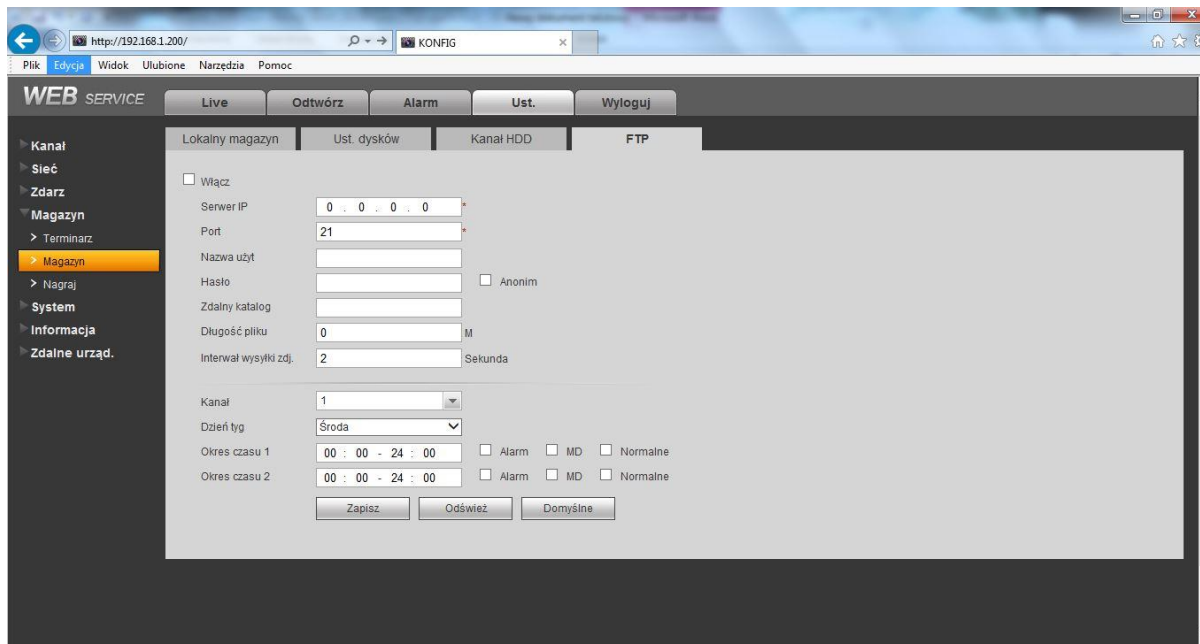 http://192.168.1.200/
KONFIG
Plik Edycja Widok Ulubione Narzędzia Pomoc
WEB SERVICE
Live Odtwórz Alarm Ust. Wyloguj
Lokalny magazyn Ust. dysków Kanał HDD FTP
Kanał
Sieć
Zdarz
Magazyn
> Terminarz
> Magazyn
> Nagraj
System
Informacja
Zdalne urząd.
Włącz
Serwer IP 0 . 0 . 0 . 0 *
Port 21 *
Nazwa użyt
Hasło Anonim
Zdalny katalog
Długość pliku 0 M
Interwał wysyłki zdj. 2 Sekunda
Kanał 1
Dzień tyg Środa
Okres czasu 1 00 : 00 - 24 : 00 Alarm MD Normalne
Okres czasu 2 00 : 00 - 24 : 00 Alarm MD Normalne
Zapisz Odśwież Domyślne